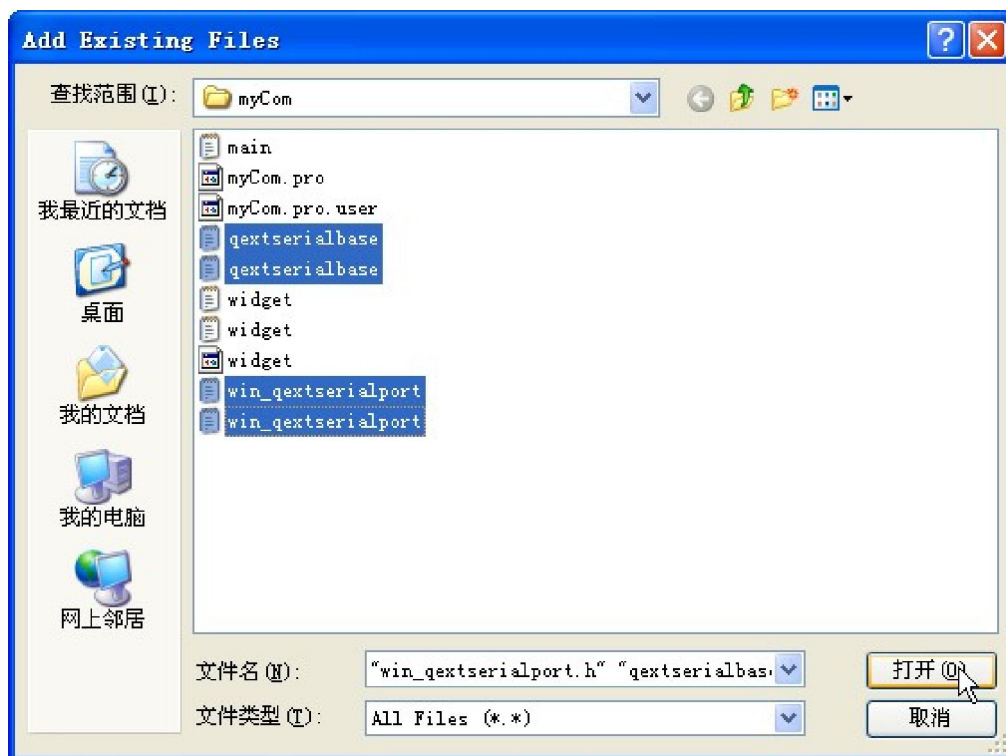 Add Existing Files
查找范围(I):
myCom
main
myCom.pro
myCom.pro.user
qextserialbase
qextserialbase
widget
widget
widget
win_qextserialport
win_qextserialport
我最近的文档
桌面
我的文档
我的电脑
网上邻居
文件名(N):
"win_qextserialport.h" "qextserialbas
打开(O)
文件类型(T):
All Files (*.*)
取消